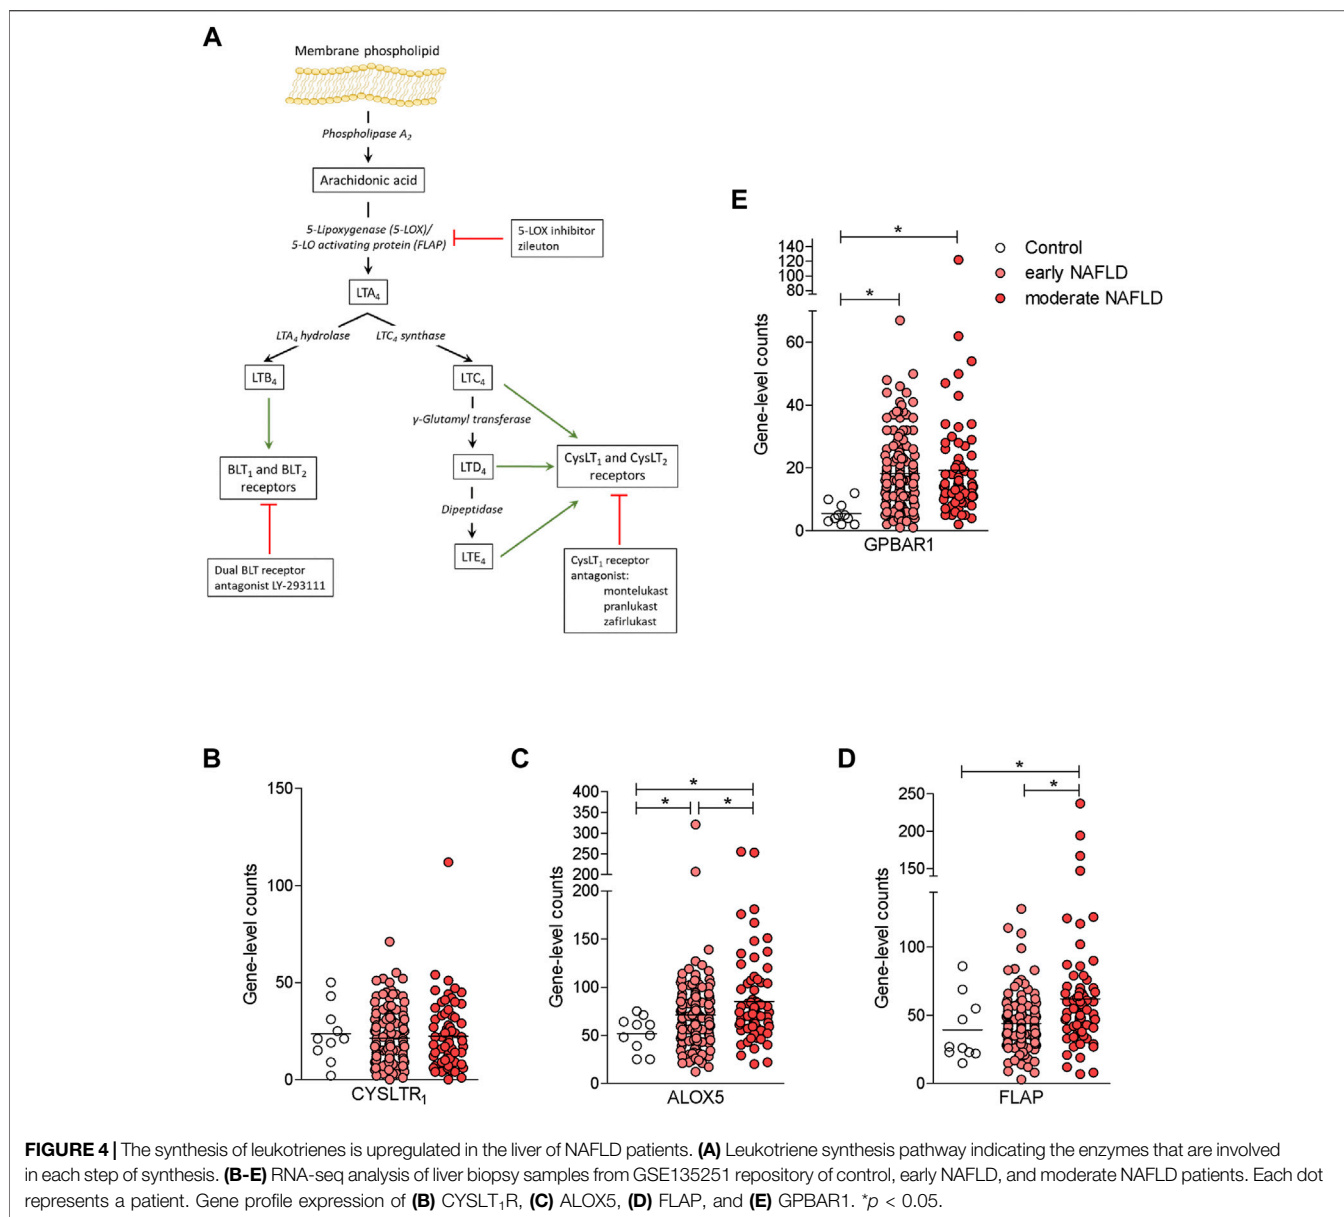 A
Membrane phospholipid
Phospholipase A₂
Arachidonic acid
5-Lipoxygenase (5-LOX)/
5-LO activating protein (FLAP)
5-LOX inhibitor
zileuton
LTA₄
LTA₄ hydrolase
LTC₄ synthase
LTB₄
LTC₄
γ-Glutamyl transferase
BLT₁ and BLT₂
receptors
LTD₄
CysLT₁ and CysLT₂
receptors
Dipeptidase
LTE₄
Dual BLT receptor
antagonist LY-293111
CysLT₁ receptor
antagonist:
montelukast
pranlukast
zafirlukast
E
*
*
140
120
100
80
60
40
20
0
Gene-level counts
GPBAR1
Control
early NAFLD
moderate NAFLD
B
150
100
50
0
Gene-level counts
CYSLTR₁
C
*
*
*
400
350
300
250
200
200
150
100
50
0
Gene-level counts
ALOX5
D
*
*
250
200
150
100
50
0
Gene-level counts
FLAP
FIGURE 4 | The synthesis of leukotrienes is upregulated in the liver of NAFLD patients. (A) Leukotriene synthesis pathway indicating the enzymes that are involved
in each step of synthesis. (B-E) RNA-seq analysis of liver biopsy samples from GSE135251 repository of control, early NAFLD, and moderate NAFLD patients. Each dot
represents a patient. Gene profile expression of (B) CYSLT₁R, (C) ALOX5, (D) FLAP, and (E) GPBAR1. *p < 0.05.